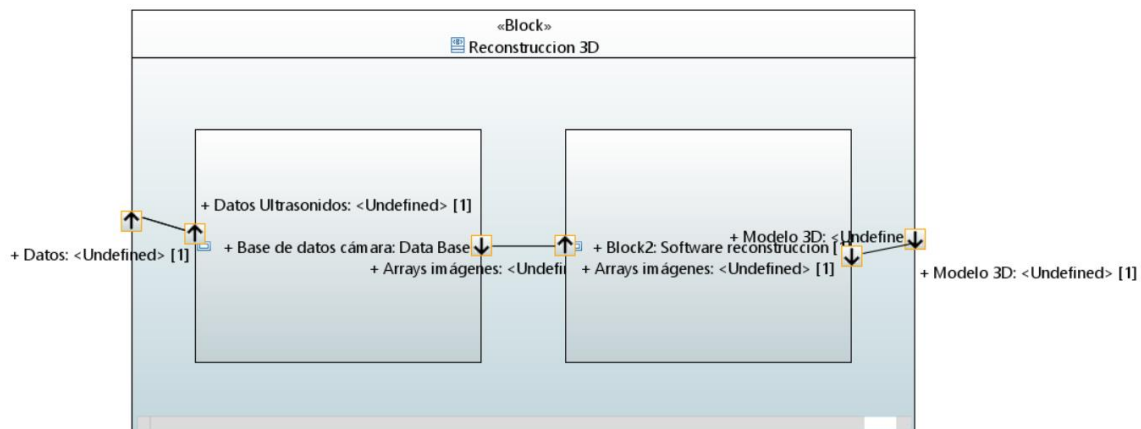 «Block»
Reconstruccion 3D
+ Datos Ultrasonidos: <Undefined> [1]
+ Datos: <Undefined> [1]
+ Base de datos cámara: Data Base
+ Arrays imágenes: <Undefi
+ Modelo 3D: <Undefine
+ Block2: Software reconstruccion [
+ Arrays imágenes: <Undefined> [1]
+ Modelo 3D: <Undefined> [1]